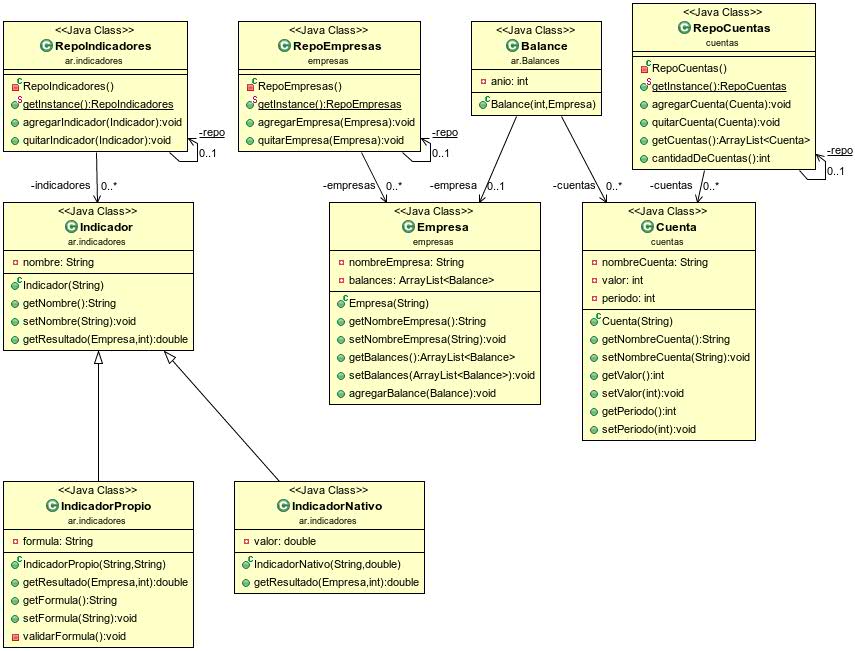 <<Java Class>>
RepoIndicadores
ar.indicadores
RepoIndicadores()
getInstance():RepoIndicadores
agregarIndicador(Indicador):void
quitarIndicador(Indicador):void
-repo
0..1
<<Java Class>>
RepoEmpresas
empresas
RepoEmpresas()
getInstance():RepoEmpresas
agregarEmpresa(Empresa):void
quitarEmpresa(Empresa):void
-repo
0..1
<<Java Class>>
Balance
ar.Balances
anio: int
Balance(int,Empresa)
<<Java Class>>
RepoCuentas
cuentas
RepoCuentas()
getInstance():RepoCuentas
agregarCuenta(Cuenta):void
quitarCuenta(Cuenta):void
getCuentas():ArrayList<Cuenta>
cantidadDeCuentas():int
-repo
0..1
-indicadores 0..*
-empresas 0..*
-empresa 0..1
-cuentas 0..*
-cuentas 0..*
<<Java Class>>
Indicador
ar.indicadores
nombre: String
Indicador(String)
getNombre():String
setNombre(String):void
getResultado(Empresa,int):double
<<Java Class>>
Empresa
empresas
nombreEmpresa: String
balances: ArrayList<Balance>
Empresa(String)
getNombreEmpresa():String
setNombreEmpresa(String):void
getBalances():ArrayList<Balance>
setBalances(ArrayList<Balance>):void
agregarBalance(Balance):void
<<Java Class>>
Cuenta
cuentas
nombreCuenta: String
valor: int
periodo: int
Cuenta(String)
getNombreCuenta():String
setNombreCuenta(String):void
getValor():int
setValor(int):void
getPeriodo():int
setPeriodo(int):void
<<Java Class>>
IndicadorPropio
ar.indicadores
formula: String
IndicadorPropio(String,String)
getResultado(Empresa,int):double
getFormula():String
setFormula(String):void
validarFormula():void
<<Java Class>>
IndicadorNativo
ar.indicadores
valor: double
IndicadorNativo(String,double)
getResultado(Empresa,int):double